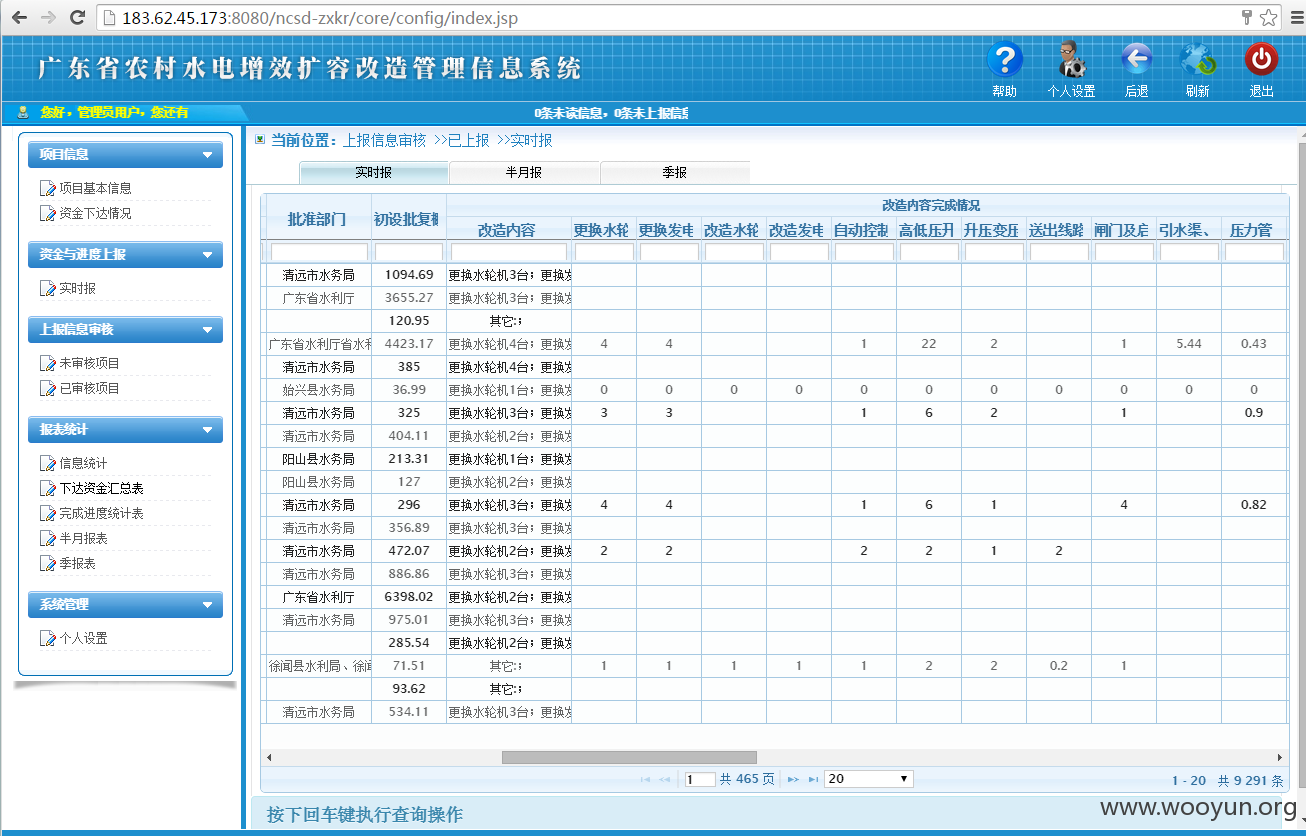 183.62.45.173:8080/ncsd-zxkr/core/config/index.jsp
广东省农村水电增效扩容改造管理信息系统
帮助 个人设置 后退 刷新 退出
您好，管理员用户，您还有
0条未读信息，0条未上报信息
项目信息
项目基本信息
资金下达情况
资金与进度上报
实时报
上报信息审核
未审核项目
已审核项目
报表统计
信息统计
下达资金汇总表
完成进度统计表
半月报表
季报表
系统管理
个人设置
当前位置：上报信息审核 >>已上报 >>实时报
实时报 半月报 季报
批准部门 初设批复概 改造内容完成情况
改造内容 更换水轮 更换发电 改造水轮 改造发电 自动控制 高低压开 升压变压 送出线路 闸门及启 引水渠、 压力管
清远市水务局 1094.69 更换水轮机3台；更换发
广东省水利厅 3655.27 更换水轮机3台；更换发
120.95 其它:；
广东省水利厅省水利 4423.17 更换水轮机4台；更换发 4 4 1 22 2 1 5.44 0.43
清远市水务局 385 更换水轮机4台；更换发
始兴县水务局 36.99 更换水轮机1台；更换发 0 0 0 0 0 0 0 0 0 0 0
清远市水务局 325 更换水轮机3台；更换发 3 3 1 6 2 1 0.9
清远市水务局 404.11 更换水轮机2台；更换发
阳山县水务局 213.31 更换水轮机1台；更换发
阳山县水务局 127 更换水轮机2台；更换发
清远市水务局 296 更换水轮机3台；更换发 4 4 1 6 1 4 0.82
清远市水务局 356.89 更换水轮机3台；更换发
清远市水务局 472.07 更换水轮机2台；更换发 2 2 2 2 1 2
清远市水务局 886.86 更换水轮机3台；更换发
广东省水利厅 6398.02 更换水轮机2台；更换发
清远市水务局 975.01 更换水轮机3台；更换发
285.54 更换水轮机2台；更换发
徐闻县水利局、徐闻 71.51 其它:； 1 1 1 1 1 2 2 0.2 1
93.62 其它:；
清远市水务局 534.11 更换水轮机3台；更换发
1 共 465 页 20 1 - 20 共 9 291 条
按下回车键执行查询操作
www.wooyun.org